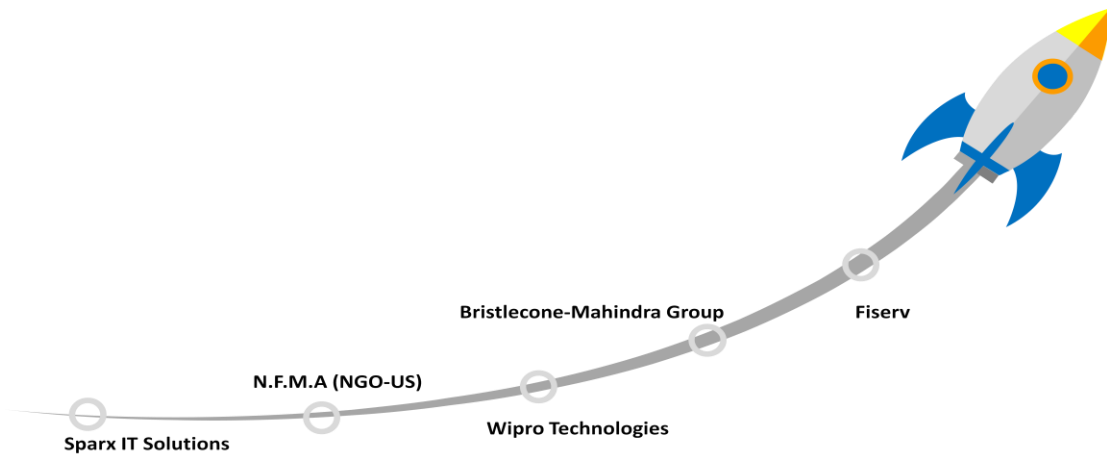 Bristlecone-Mahindra Group
Fiserv
N.F.M.A (NGO-US)
Wipro Technologies
Sparx IT Solutions